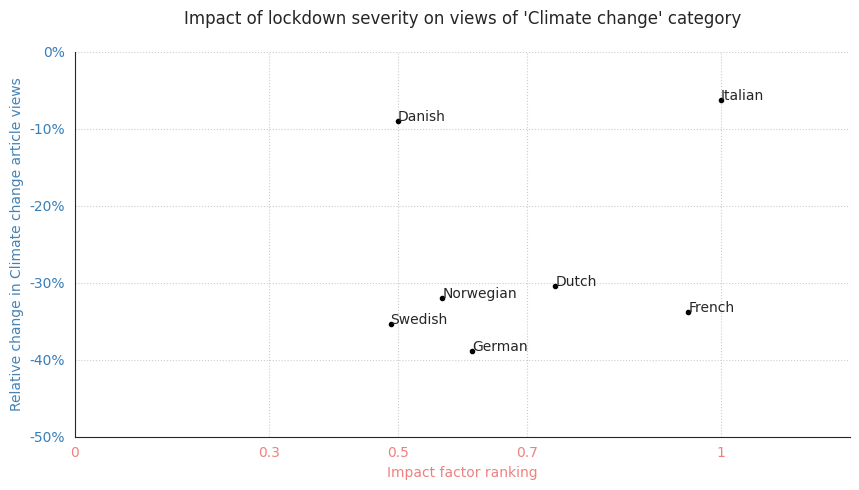 Impact of lockdown severity on views of 'Climate change' category
Relative change in Climate change article views
0%
-10%
-20%
-30%
-40%
-50%
Italian
Danish
Dutch
Norwegian
French
Swedish
German
0 0.3 0.5 0.7 1
Impact factor ranking